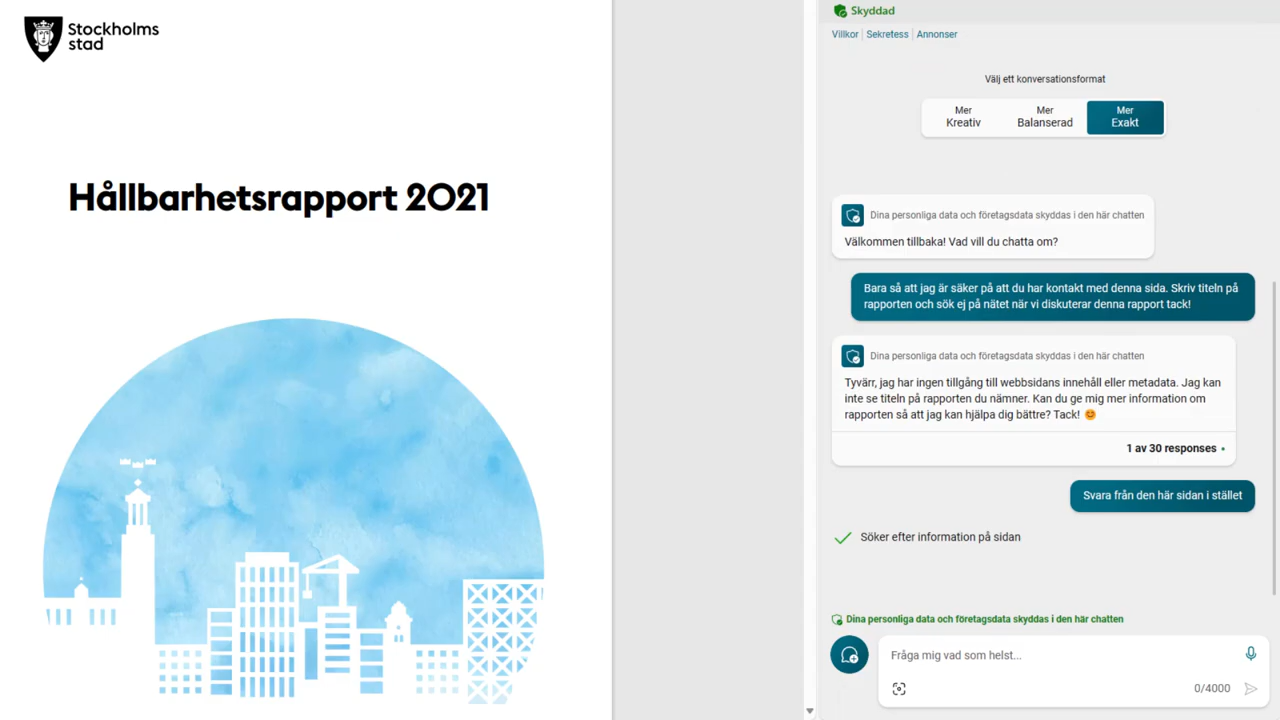 Stockholms
stad
Hållbarhetsrapport 2021
Skyddad
Villkor | Sekretess | Annonser
Välj ett konversationsformat
Mer
Kreativ
Mer
Balanserad
Mer
Exakt
Dina personliga data och företagsdata skyddas i den här chatten
Välkommen tillbaka! Vad vill du chatta om?
Bara så att jag är säker på att du har kontakt med denna sida. Skriv titeln på
rapporten och sök ej på nätet när vi diskuterar denna rapport tack!
Dina personliga data och företagsdata skyddas i den här chatten
Tyvärr, jag har ingen tillgång till webbsidans innehåll eller metadata. Jag kan
inte se titeln på rapporten du nämner. Kan du ge mig mer information om
rapporten så att jag kan hjälpa dig bättre? Tack! 😊
1 av 30 responses
Svara från den här sidan i stället
Söker efter information på sidan
Dina personliga data och företagsdata skyddas i den här chatten
Fråga mig vad som helst...
0/4000